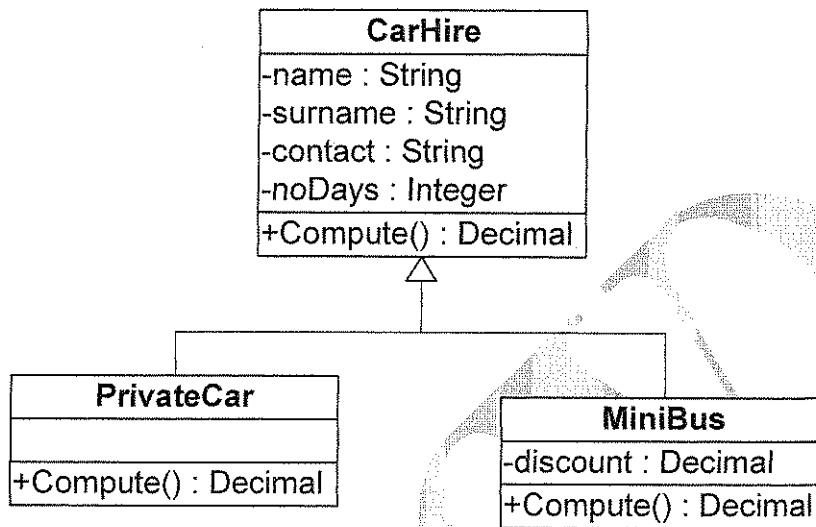 CarHire
-name : String
-surname : String
-contact : String
-noDays : Integer
+Compute() : Decimal
PrivateCar
+Compute() : Decimal
MiniBus
-discount : Decimal
+Compute() : Decimal